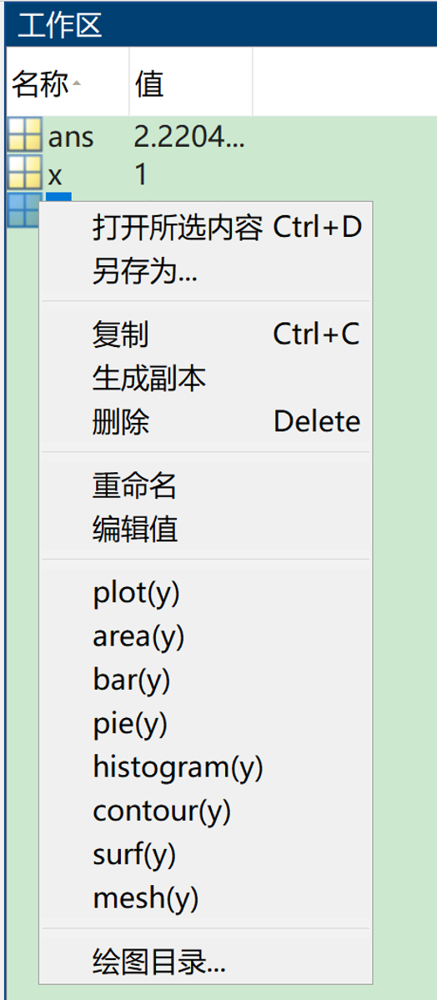 工作区
名称 值
ans 2.2204...
x 1
打开所选内容 Ctrl+D
另存为...
复制 Ctrl+C
生成副本
删除 Delete
重命名
编辑值
plot(y)
area(y)
bar(y)
pie(y)
histogram(y)
contour(y)
surf(y)
mesh(y)
绘图目录...